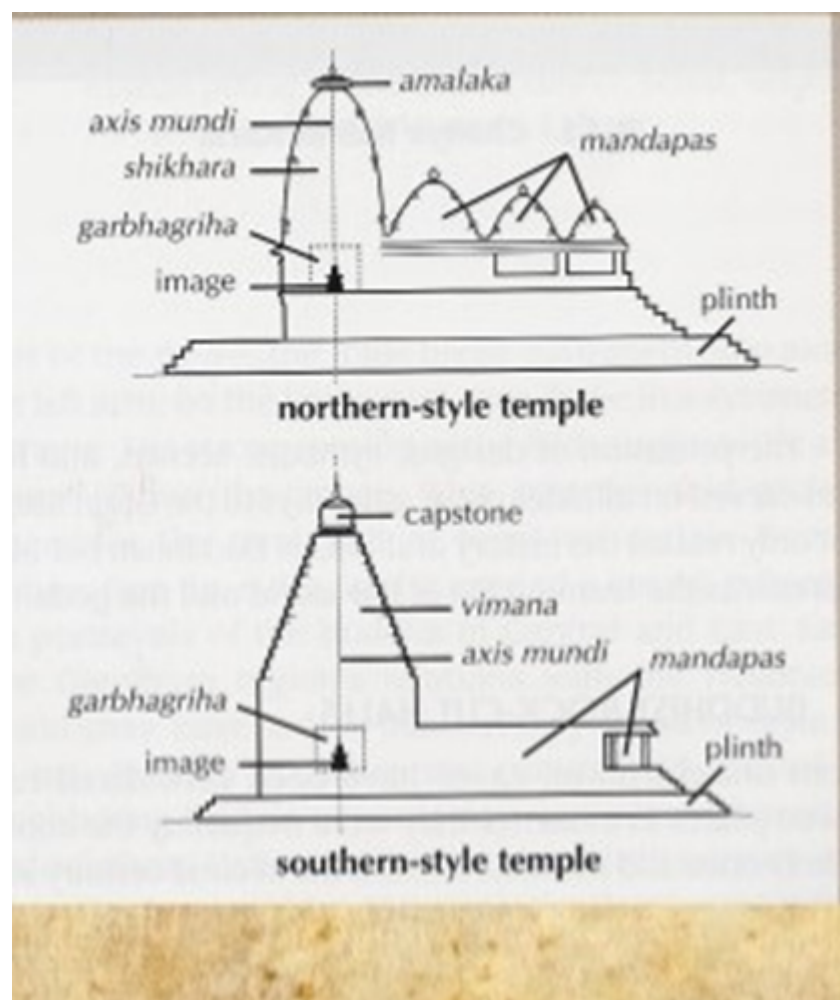 amalaka
axis mundi
mandapas
shikhara
garbhagriha
image
plinth
northern-style temple
capstone
vimana
axis mundi
mandapas
garbhagriha
plinth
image
southern-style temple